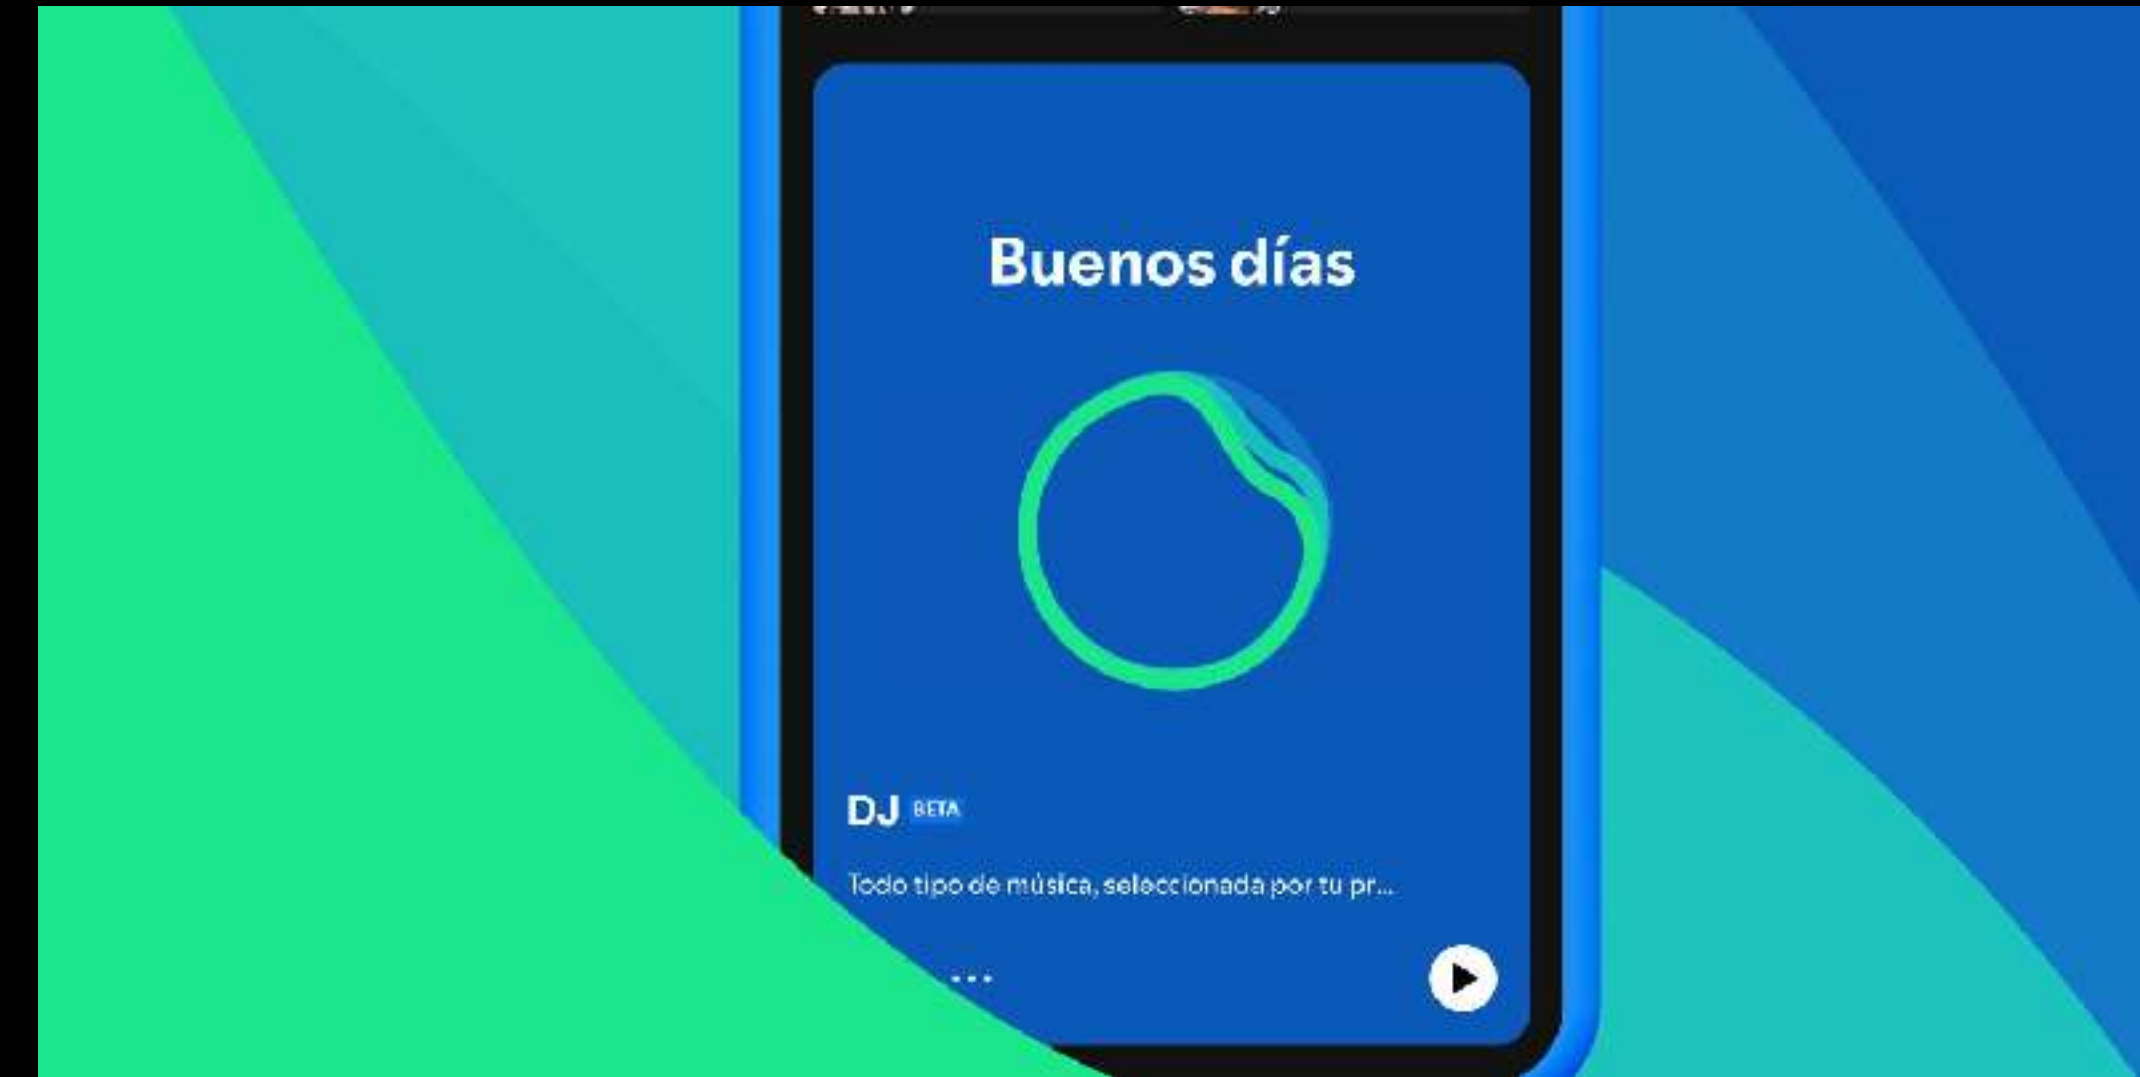 Buenos días
DJ BETA
Todo tipo de música, seleccionada por tu pr...